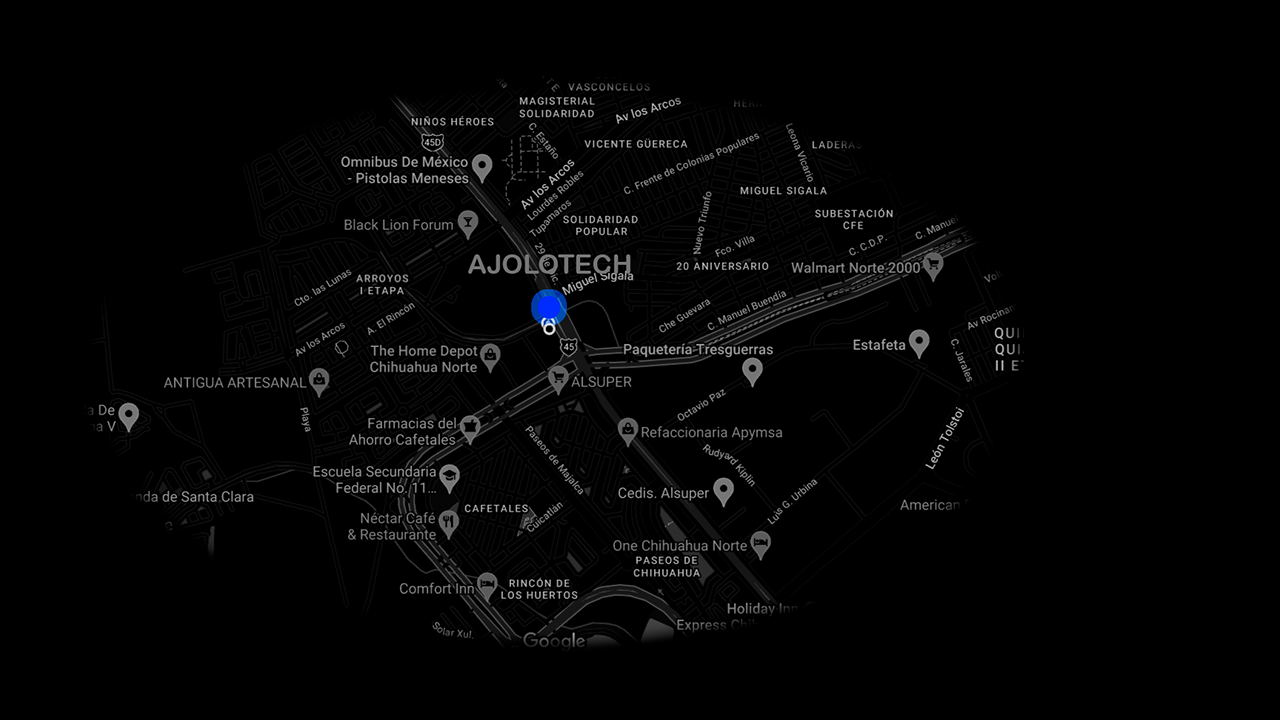 VASCONCELOS
MAGISTERIAL
SOLIDARIDAD
Av los Arcos
NIÑOS HÉROES
45D
C. Estaño
VICENTE GÜERECA
C. Frente de Colonias Populares
Leona Vicario
LADERAS
Omnibus De México
- Pistolas Meneses
Av los Arcos
Lourdes Robles
Tupamaros
MIGUEL SIGALA
Black Lion Forum
SOLIDARIDAD
POPULAR
Nuevo Triunfo
SUBESTACIÓN
CFE
C. C.D.P.
C. Manue
Fco. Villa
AJOLOTECH
Miguel Sigala
20 ANIVERSARIO
Walmart Norte 2000
Cto. las Lunas
ARROYOS
I ETAPA
A. El Rincón
Che Guevara
C. Manuel Buendía
Av Rocinan
Av los Arcos
The Home Depot
Chihuahua Norte
45
Paquetería Tresguerras
Estafeta
C. Jarales
QUI
QUI
II ET
ANTIGUA ARTESANAL
ALSUPER
Octavio Paz
a De
na V
Playa
Farmacias del
Ahorro Cafetales
Paseos de Majalca
Refaccionaria Apymsa
León Tolstoi
Rudyard Kiplin
Escuela Secundaria
Federal No. 11...
Cedis. Alsuper
Luis G. Urbina
nda de Santa Clara
CAFETALES
Cuicatlán
American
Néctar Café
& Restaurante
One Chihuahua Norte
PASEOS DE
CHIHUAHUA
Comfort Inn
RINCÓN DE
LOS HUERTOS
Holiday Inn
Express Chi
Solar Xul.
Google